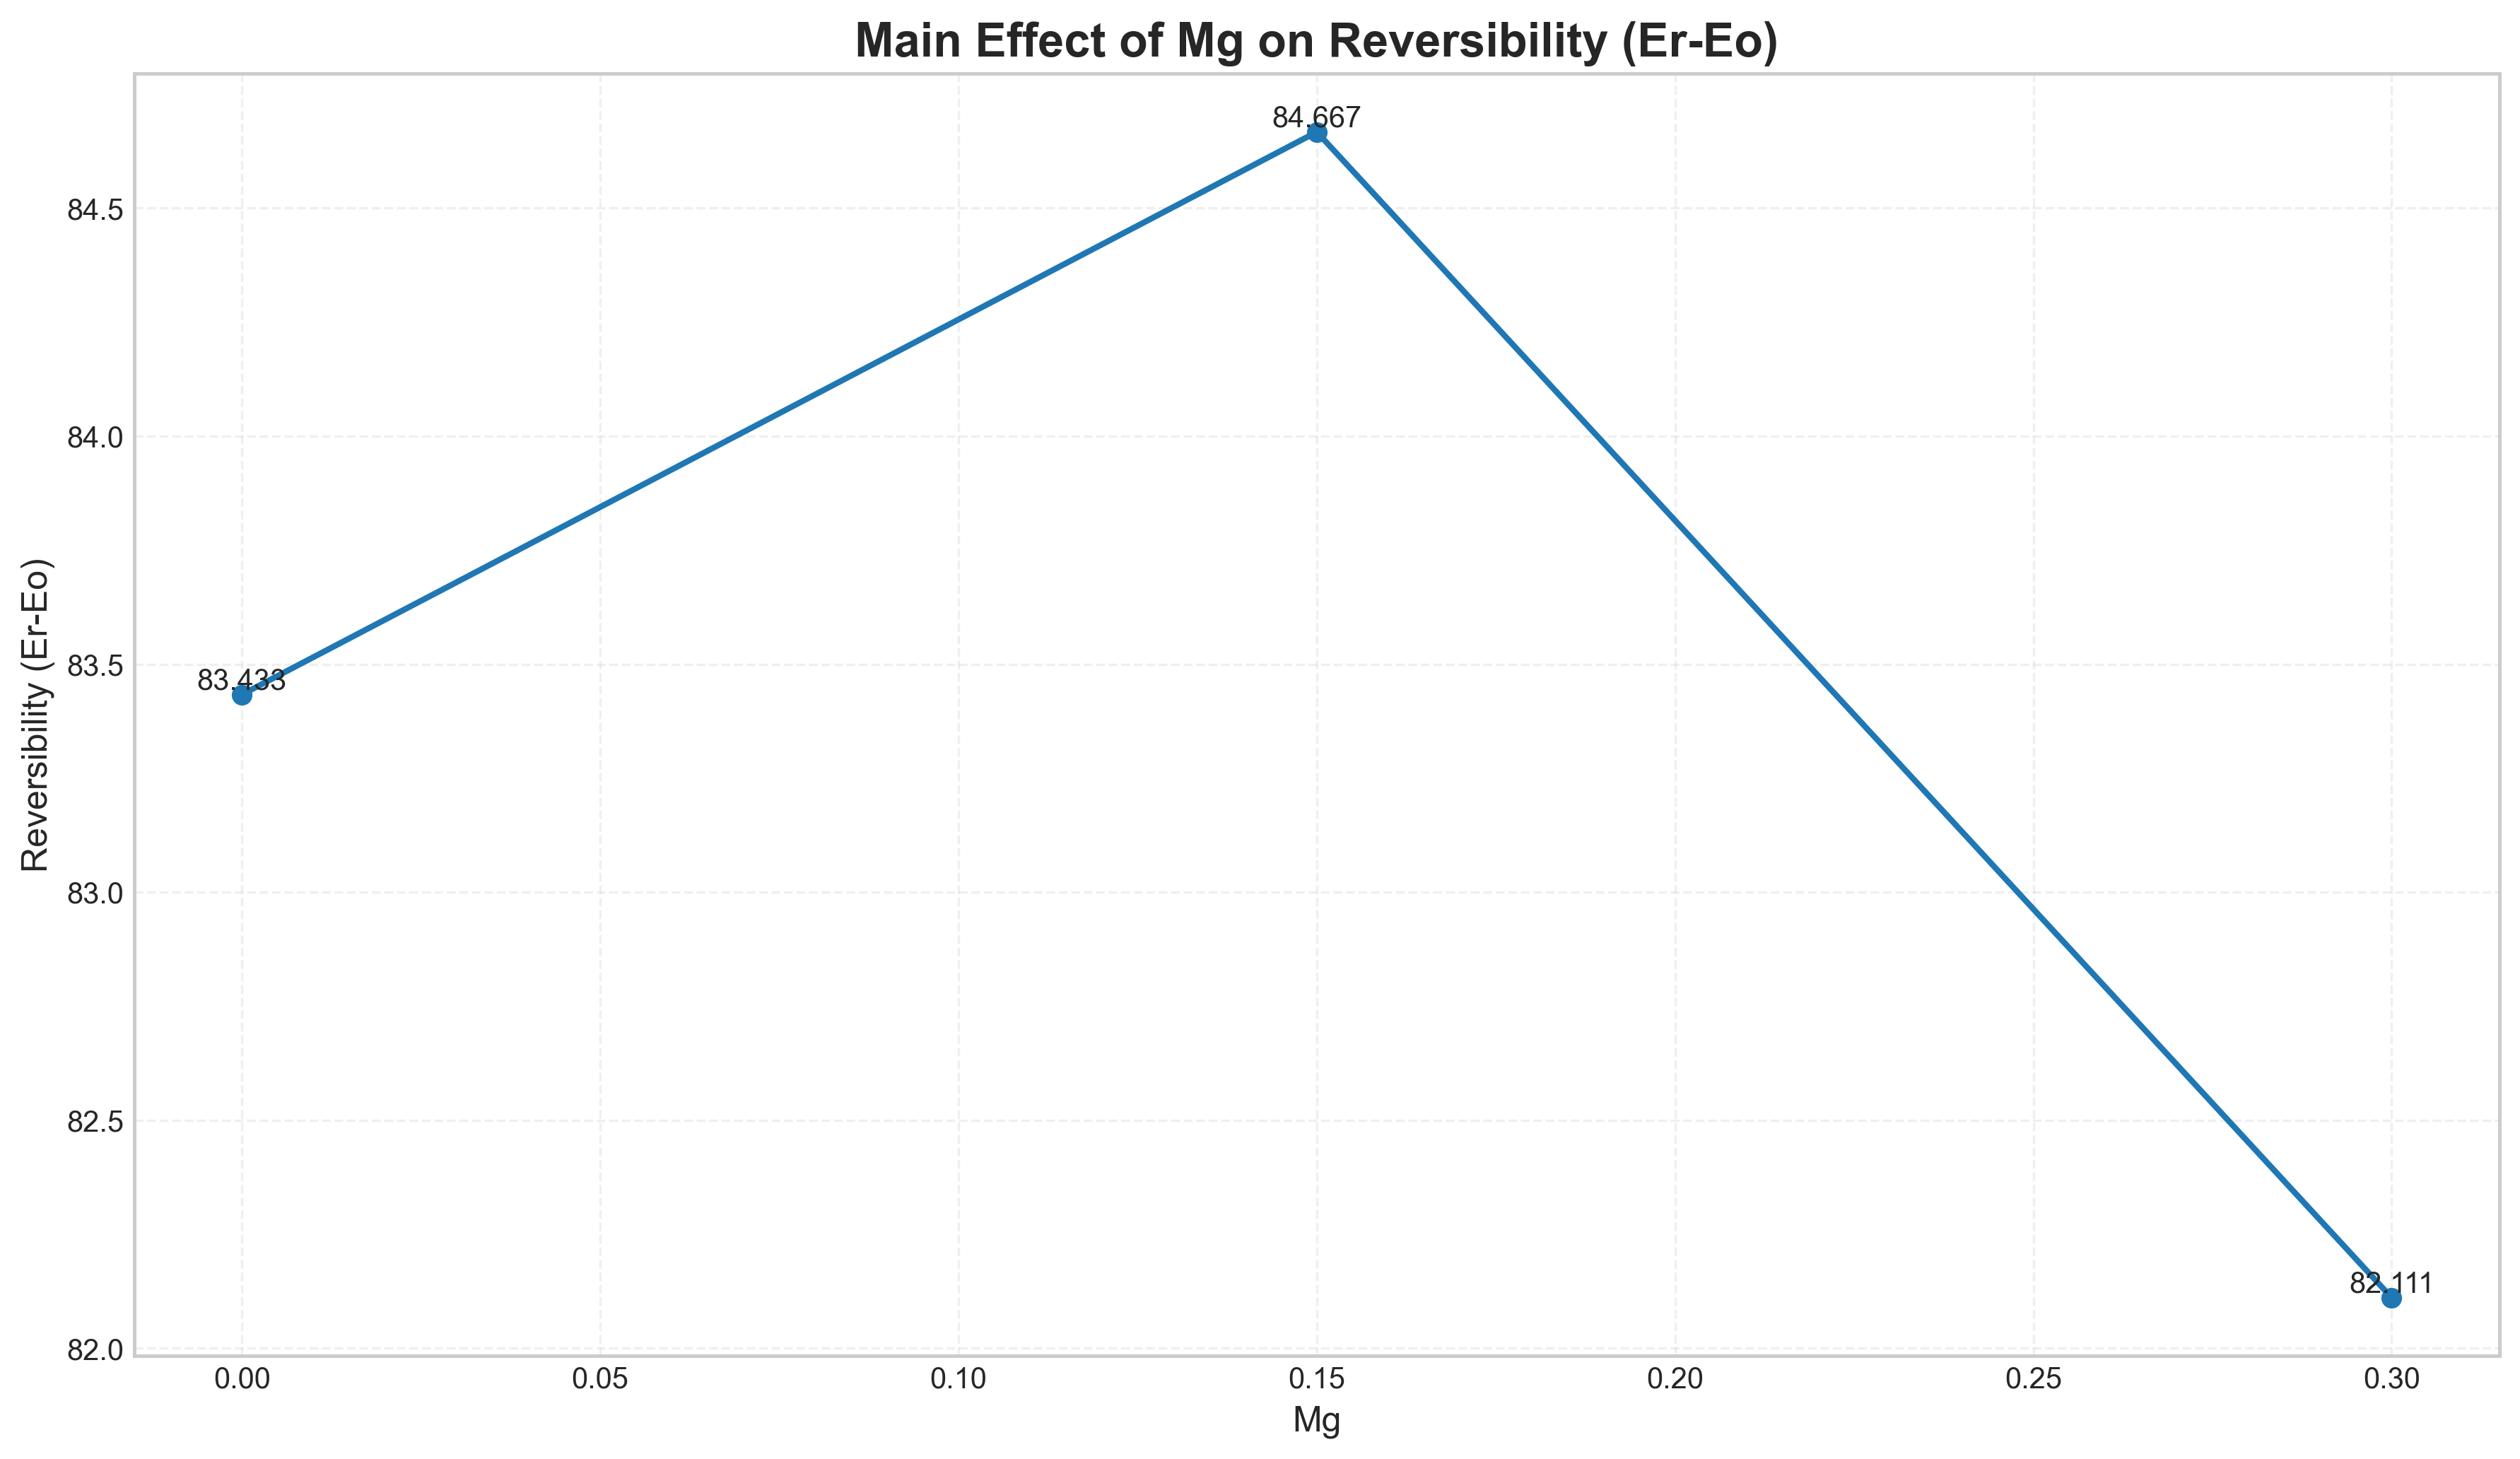 Main Effect of Mg on Reversibility (Er-Eo)
84.667
84.5
84.0
83.5
83.433
83.0
82.5
82.111
82.0
Reversibility (Er-Eo)
0.00 0.05 0.10 0.15 0.20 0.25 0.30
Mg